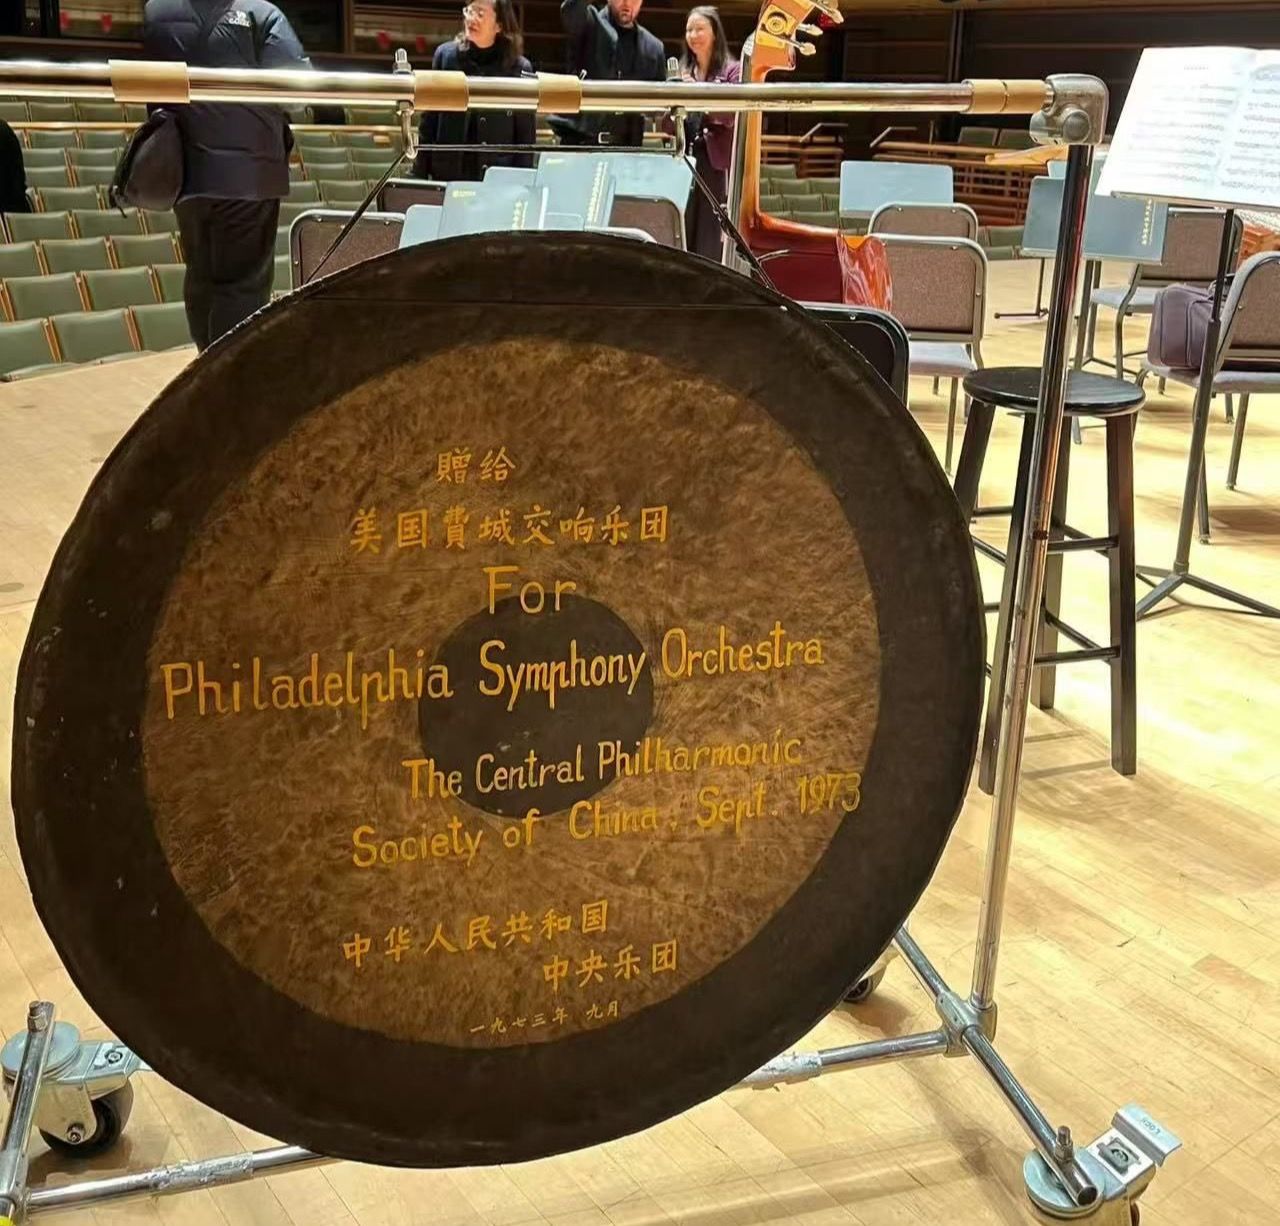 贈给
美国費城交响乐团
For
Philadelphia Symphony Orchestra
The Central Philharmonic
Society of China. Sept. 1973
中华人民共和国
中央乐团
一九七三年 九月
LOCK